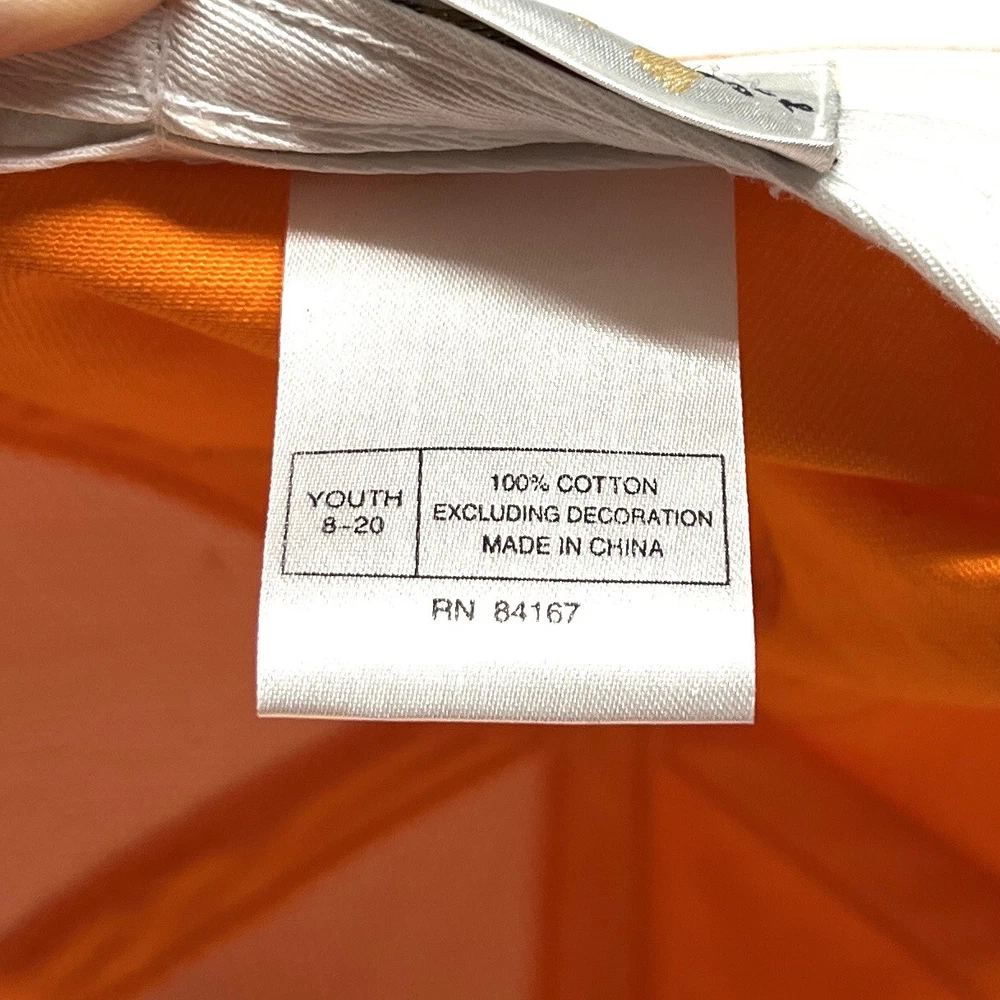 YOUTH
8-20
100% COTTON
EXCLUDING DECORATION
MADE IN CHINA
RN 84167